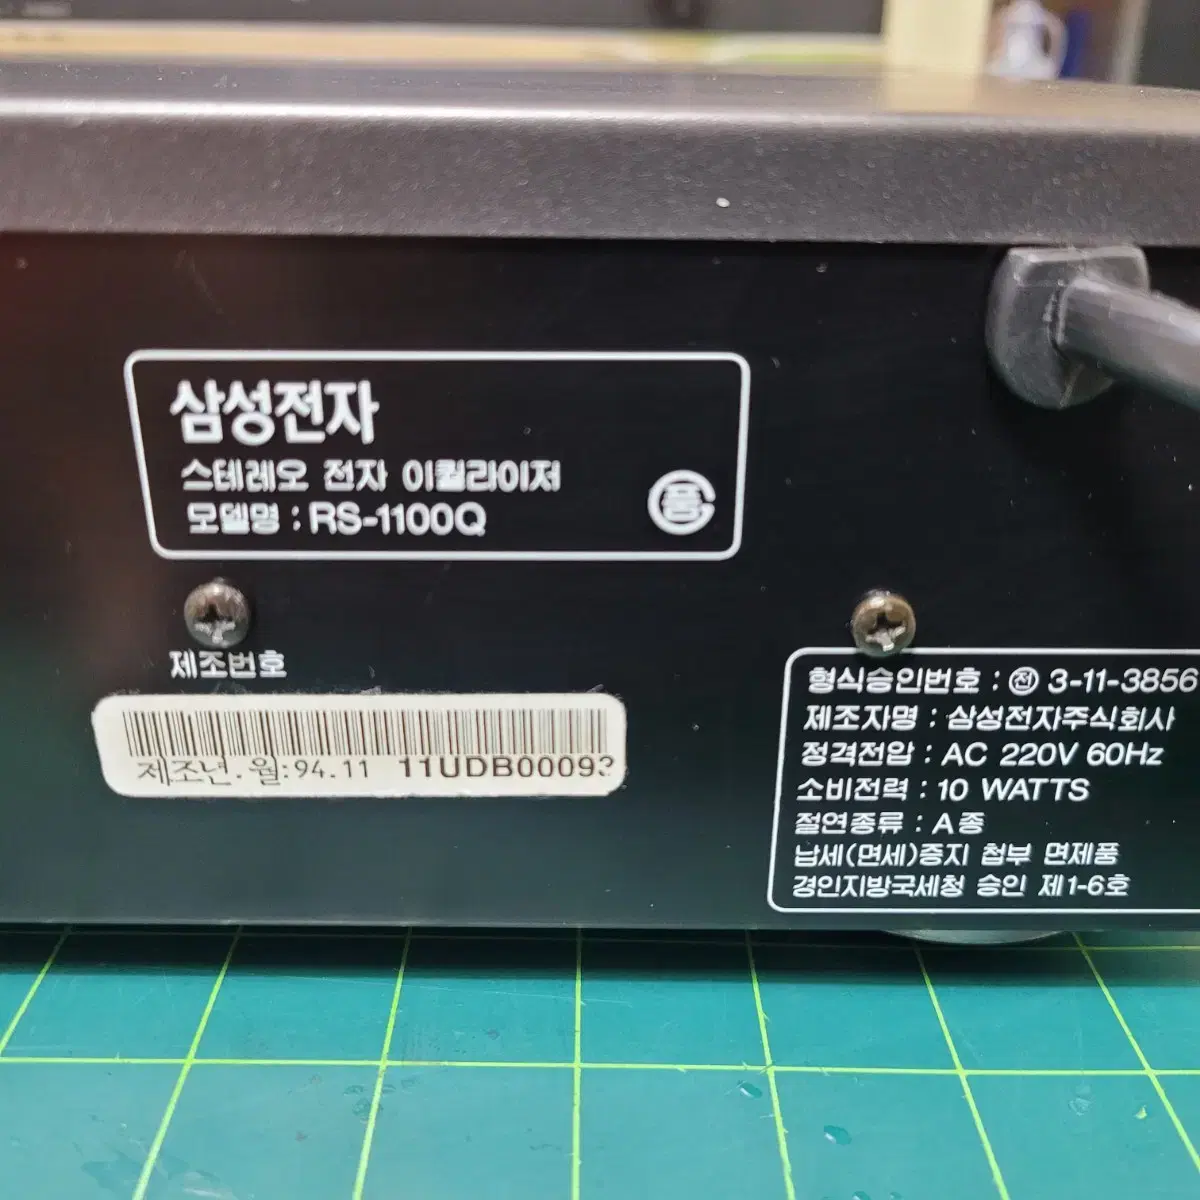 삼성전자
스테레오 전자 이퀄라이저
모델명 : RS-1100Q
품
제조번호
제조년.월:94.11 11UDB00093
형식승인번호 : 전 3-11-3856
제조자명 : 삼성전자주식회사
정격전압 : AC 220V 60Hz
소비전력 : 10 WATTS
절연종류 : A종
납세(면세)증지 첨부 면제품
경인지방국세청 승인 제1-6호